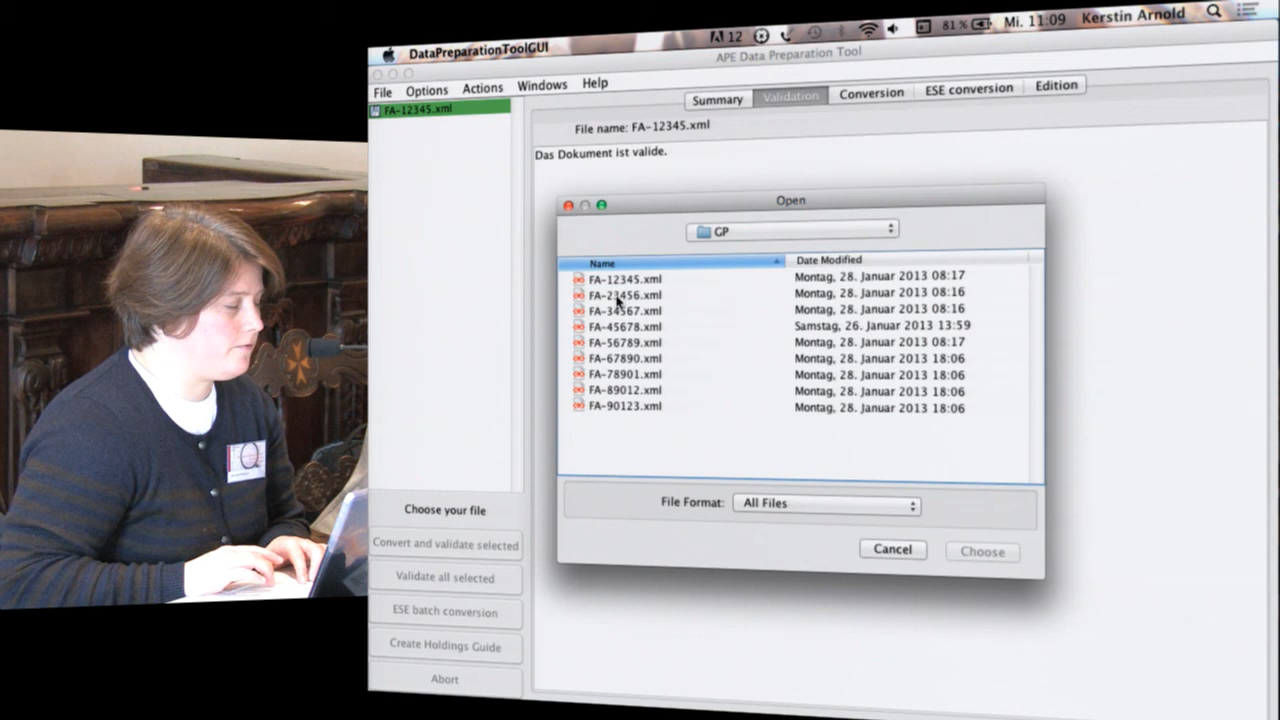 DataPreparationToolGUI
12
81%
Mi. 11:09
Kerstin Arnold
APE Data Preparation Tool
File Options Actions Windows Help
FA-12345.xml
Summary Validation Conversion ESE conversion Edition
File name: FA-12345.xml
Das Dokument ist valide.
Open
GP
Name Date Modified
FA-12345.xml Montag, 28. Januar 2013 08:17
FA-23456.xml Montag, 28. Januar 2013 08:16
FA-34567.xml Montag, 28. Januar 2013 08:16
FA-45678.xml Samstag, 26. Januar 2013 13:59
FA-56789.xml Montag, 28. Januar 2013 08:17
FA-67890.xml Montag, 28. Januar 2013 18:06
FA-78901.xml Montag, 28. Januar 2013 18:06
FA-89012.xml Montag, 28. Januar 2013 18:06
FA-90123.xml Montag, 28. Januar 2013 18:06
File Format: All Files
Cancel Choose
Choose your file
Convert and validate selected
Validate all selected
ESE batch conversion
Create Holdings Guide
Abort